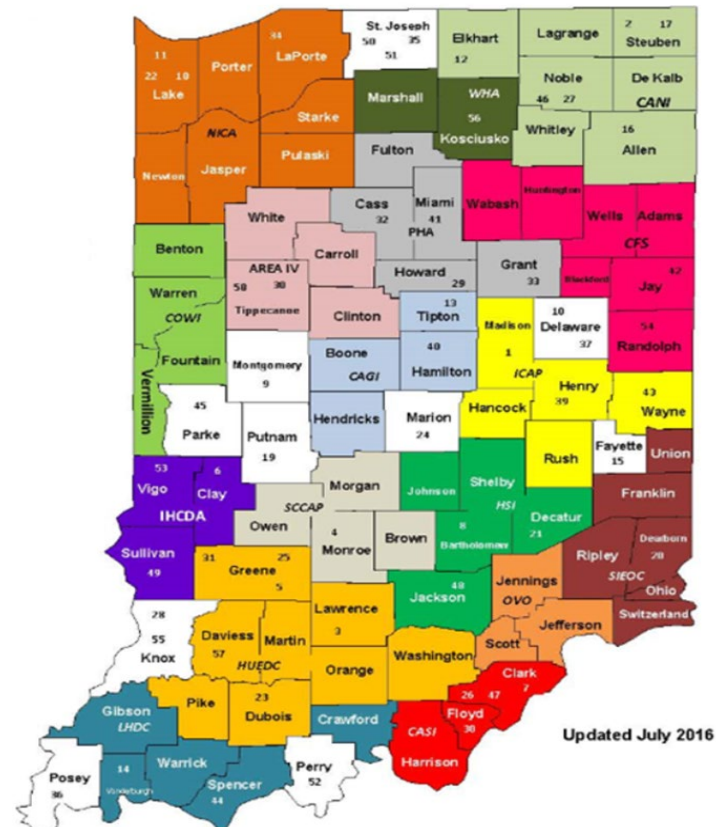 St. Joseph
50 35
51
Elkhart
12
Lagrange
2 17
Steuben
11
22 10
Lake
Porter
34
LaPorte
Marshall
WHA
56
Kosciusko
Noble
46 27
De Kalb
CANI
Starke
NICA
Whitley
16
Allen
Newton
Jasper
Pulaski
Fulton
Wabash
Huntington
Wells
Adams
CFS
White
Cass
32
Miami
41
PHA
Carroll
Benton
AREA IV
58 30
Tippecanoe
Howard
29
Grant
33
Blackford
Jay
42
Warren
COWI
Clinton
13
Tipton
Madison
1
10
Delaware
37
54
Randolph
Fountain
Vermillion
Montgomery
9
Boone
CAGI
40
Hamilton
ICAP
Henry
39
43
Wayne
45
Parke
Putnam
19
Hendricks
Marion
24
Hancock
Rush
Fayette
15
Union
53
Vigo
6
Clay
IHCDA
Morgan
SCCAP
Johnson
Shelby
HSI
Franklin
Owen
4
Monroe
Brown
8
Bartholomew
Decatur
21
Dearborn
20
Ripley
SIEOC
Ohio
Sullivan
49
31 25
Greene
5
48
Jackson
Jennings
OVO
Switzerland
28
55
Knox
Daviess
57
Martin
HUEDC
Lawrence
3
Washington
Scott
Jefferson
Orange
Clark
7
26 47
Floyd
38
Gibson
LHDC
Pike
23
Dubois
Crawford
CASI
Harrison
Updated July 2016
Posey
36
14
Vanderburgh
Warrick
Spencer
44
Perry
52